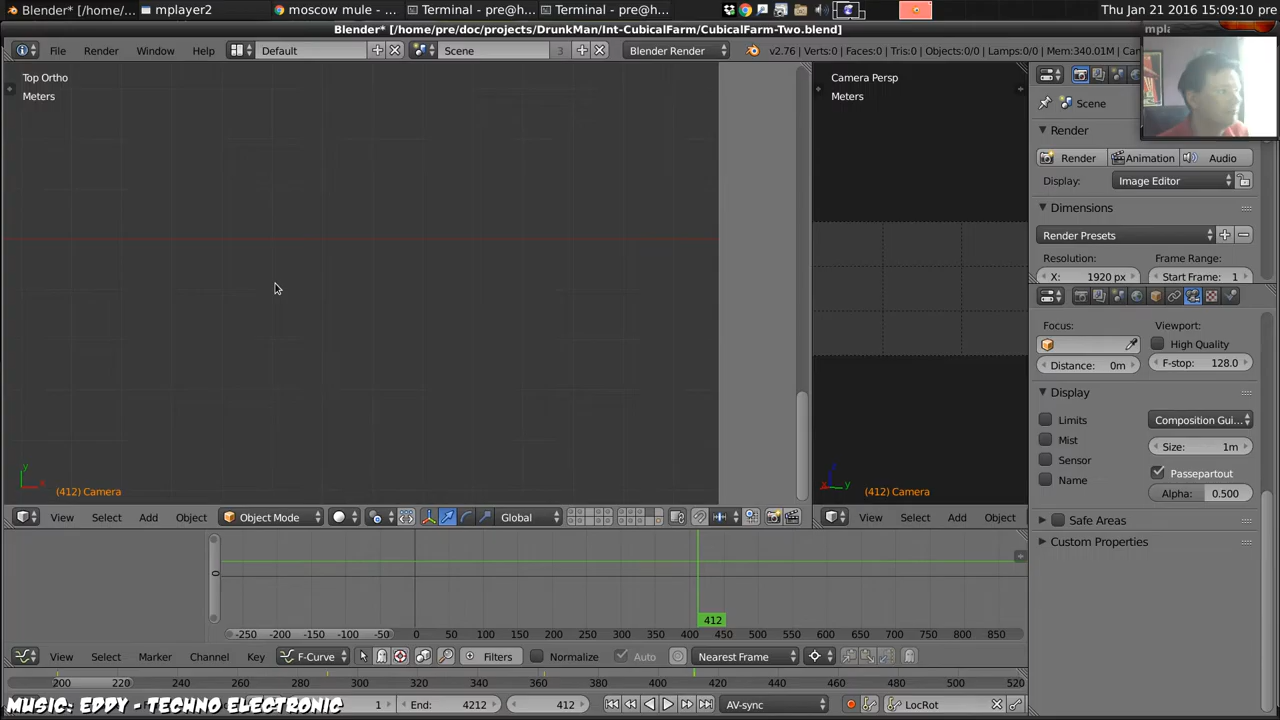 Blender* [/home/... mplayer2 moscow mule - ... Terminal - pre@h... Terminal - pre@h... Thu Jan 21 2016 15:09:10 pre
Blender* [/home/pre/doc/projects/DrunkMan/Int-CubicalFarm/CubicalFarm-Two.blend]
mpla
File Render Window Help Default Scene 3 Blender Render v2.76 | Verts:0 | Faces:0 | Tris:0 | Objects:0/0 | Mem:340.01M | Ca
Top Ortho
Meters
Camera Persp
Meters
Scene
Render
Render Animation Audio
Display: Image Editor
Dimensions
Render Presets
Resolution: Frame Range:
X: 1920 px Start Frame: 1
Focus: Viewport:
High Quality
Distance: 0m F-stop: 128.0
Display
Limits Composition Gui...
Mist Size: 1m
Sensor Passepartout
Name Alpha: 0.500
Safe Areas
Custom Properties
(412) Camera
(412) Camera
View Select Add Object Object Mode Global View Select Add Object
0
412
-250 -200 -150 -100 -50 0 50 100 150 200 250 300 350 400 450 500 550 600 650 700 750 800 850
View Select Marker Channel Key F-Curve Filters Normalize Auto Nearest Frame
200 220 240 260 280 300 320 340 360 380 400 420 440 460 480 500 520
MUSIC: EDDY - TECHNO ELECTRONIC
1 End: 4212 412 AV-sync LocRot